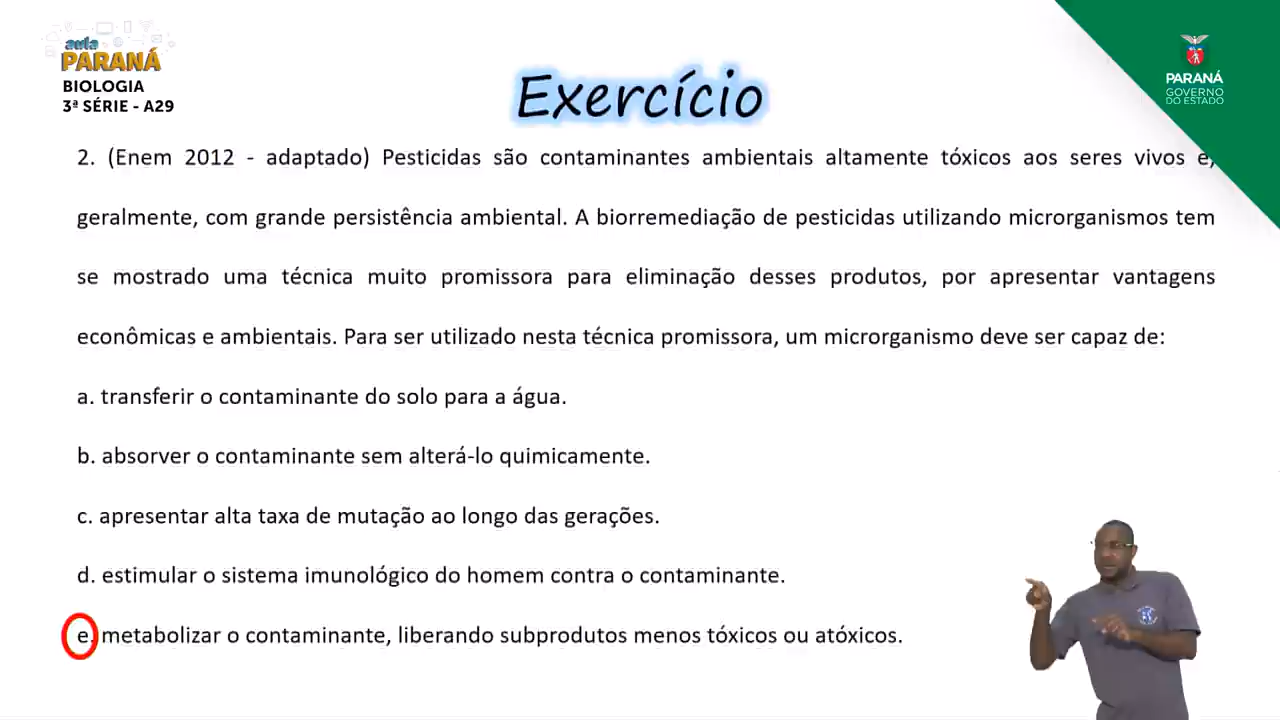 aula
PARANÁ
BIOLOGIA
3ª SÉRIE - A29
PARANÁ
GOVERNO
DO ESTADO
Exercício
2. (Enem 2012 - adaptado) Pesticidas são contaminantes ambientais altamente tóxicos aos seres vivos e,
geralmente, com grande persistência ambiental. A biorremediação de pesticidas utilizando microrganismos tem
se mostrado uma técnica muito promissora para eliminação desses produtos, por apresentar vantagens
econômicas e ambientais. Para ser utilizado nesta técnica promissora, um microrganismo deve ser capaz de:
a. transferir o contaminante do solo para a água.
b. absorver o contaminante sem alterá-lo quimicamente.
c. apresentar alta taxa de mutação ao longo das gerações.
d. estimular o sistema imunológico do homem contra o contaminante.
e. metabolizar o contaminante, liberando subprodutos menos tóxicos ou atóxicos.